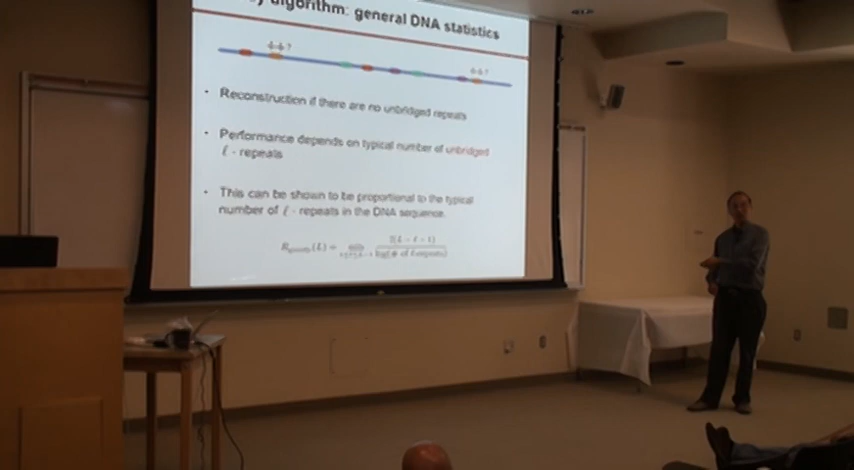 algorithm: general DNA statistics
Reconstruction if there are no unbridged repeats
Performance depends on typical number of unbridged
ℓ - repeats
This can be shown to be proportional to the typical
number of ℓ - repeats in the DNA sequence.